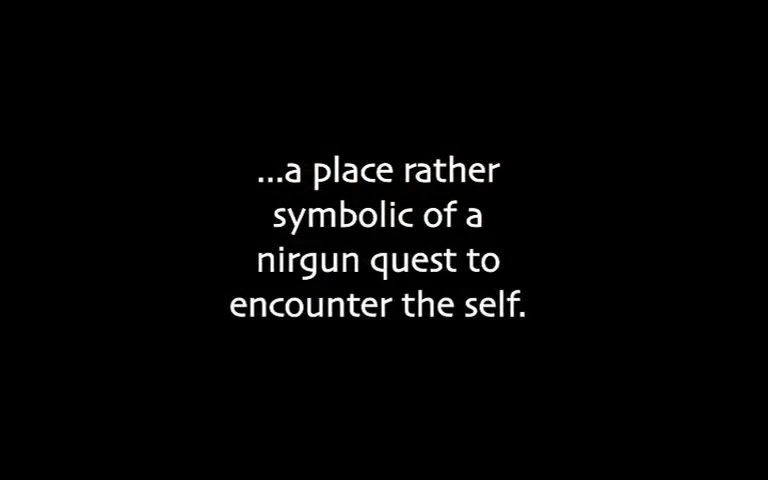 ...a place rather
symbolic of a
nirgun quest to
encounter the self.